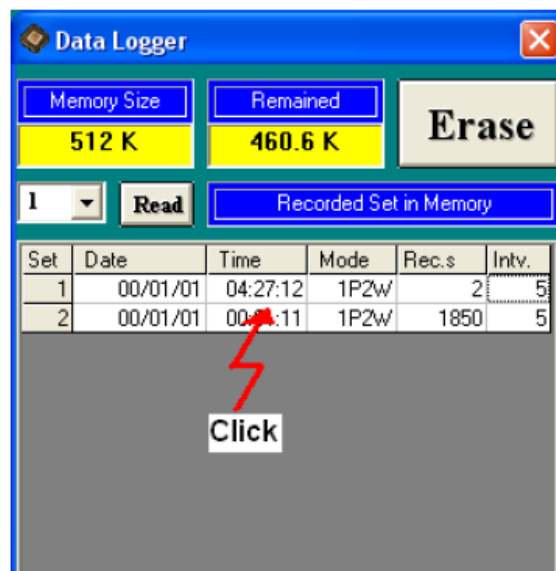 Data Logger
Memory Size Remained Erase
512 K 460.6 K
1 Read Recorded Set in Memory
Set Date Time Mode Rec.s Intv.
1 00/01/01 04:27:12 1P2W 2 5
2 00/01/01 :11 1P2W 1850 5
Click